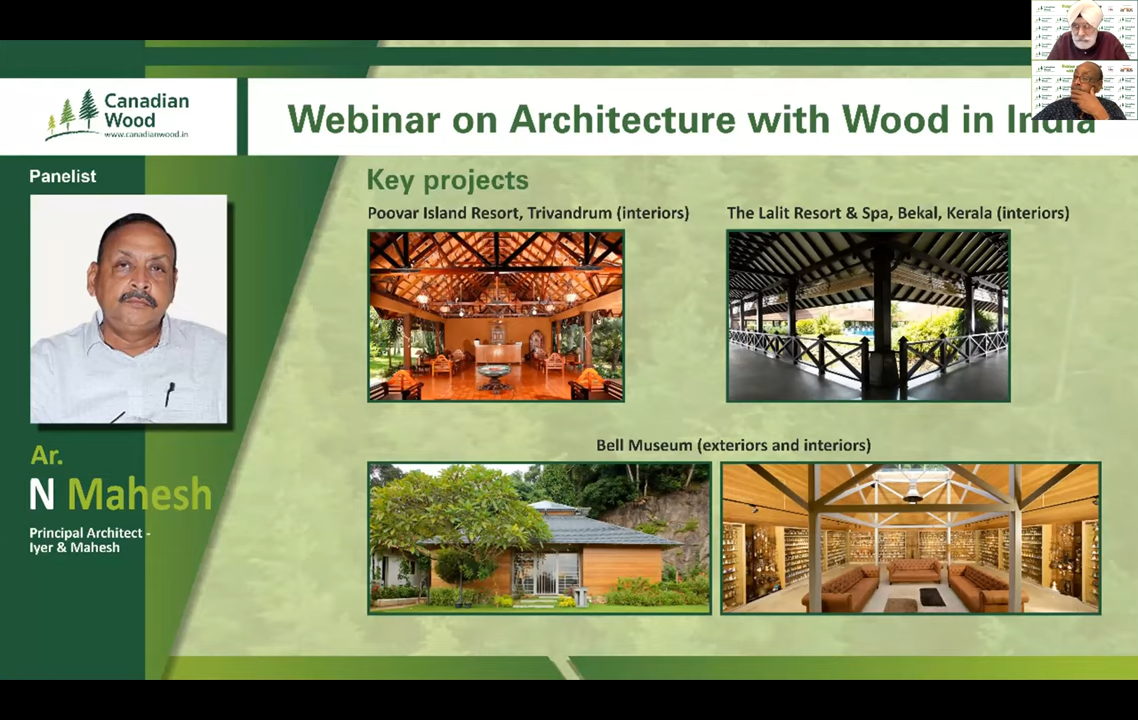 Canadian
Wood
www.canadianwood.in
Webinar on Architecture with Wood in India
Panelist
Key projects
Poovar Island Resort, Trivandrum (interiors)
The Lalit Resort & Spa, Bekal, Kerala (interiors)
Bell Museum (exteriors and interiors)
Ar.
N Mahesh
Principal Architect -
Iyer & Mahesh